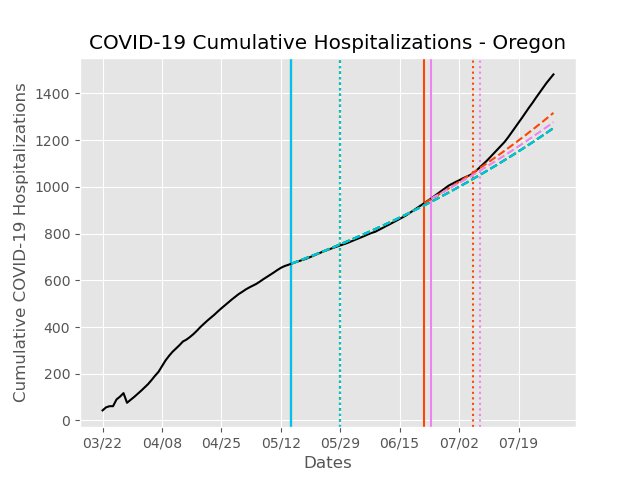 COVID-19 Cumulative Hospitalizations - Oregon
Cumulative COVID-19 Hospitalizations
1400
1200
1000
800
600
400
200
0
03/22 04/08 04/25 05/12 05/29 06/15 07/02 07/19
Dates